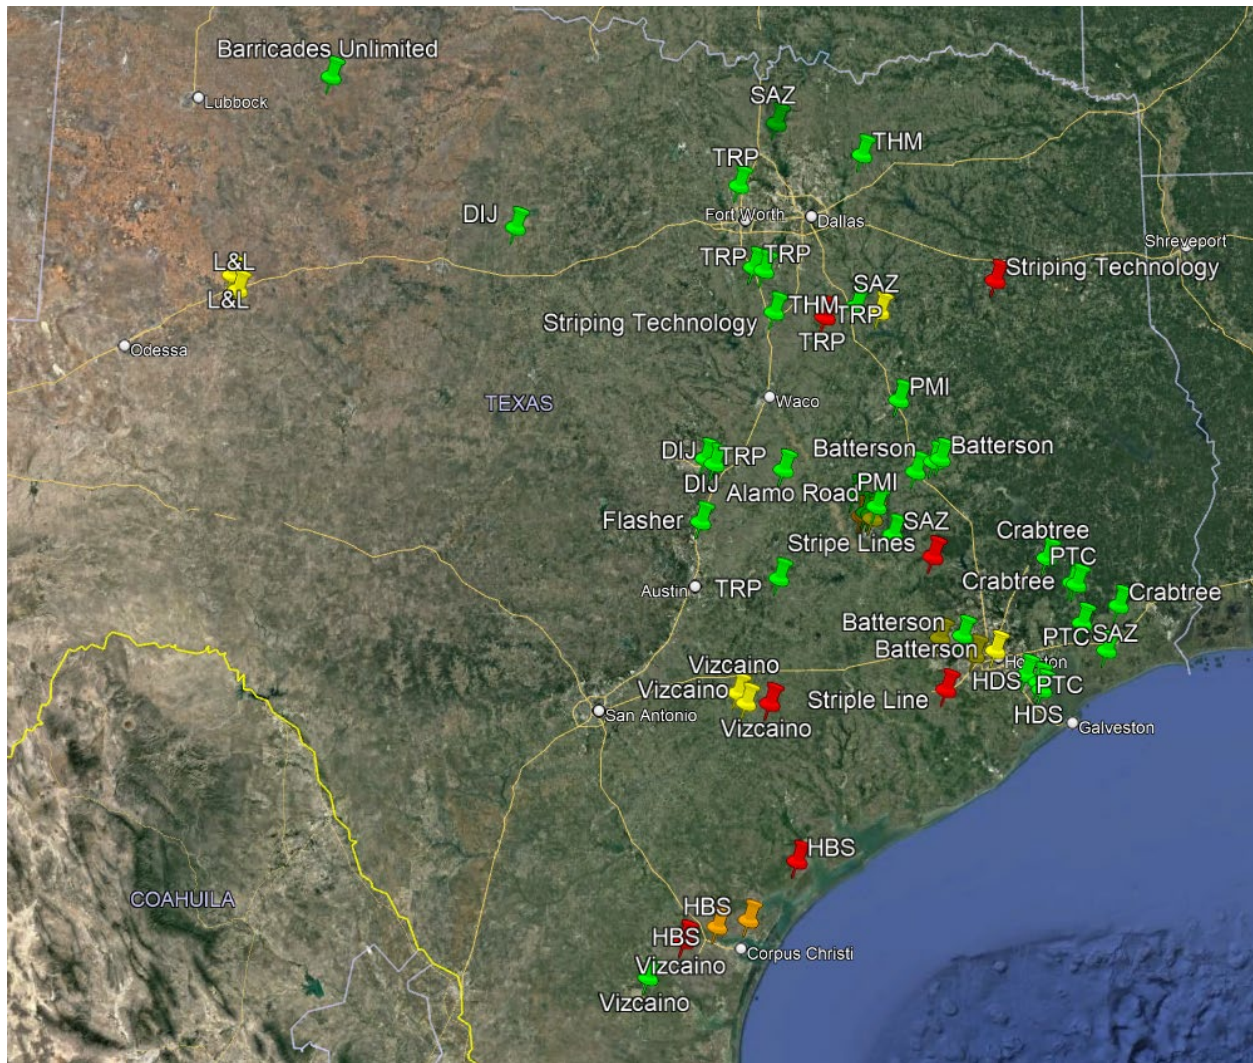 Barricades Unlimited
Lubbock
SAZ
THM
TRP
DIJ
Fort Worth
Dallas
Shreveport
L&L
TRP
TRP
Striping Technology
L&L
SAZ
THM
TRP
Striping Technology
TRP
Odessa
PMI
TEXAS
Waco
Batterson
Batterson
DIJ
TRP
DIJ
Alamo Road
PMI
Flasher
SAZ
Stripe Lines
Crabtree
PTC
Crabtree
Crabtree
Austin
TRP
Batterson
PTC
SAZ
Batterson
Houston
Vizcaino
Vizcaino
HDS
PTC
Striple Line
San Antonio
Vizcaino
HDS
Galveston
HBS
COAHUILA
HBS
HBS
Corpus Christi
Vizcaino
Vizcaino